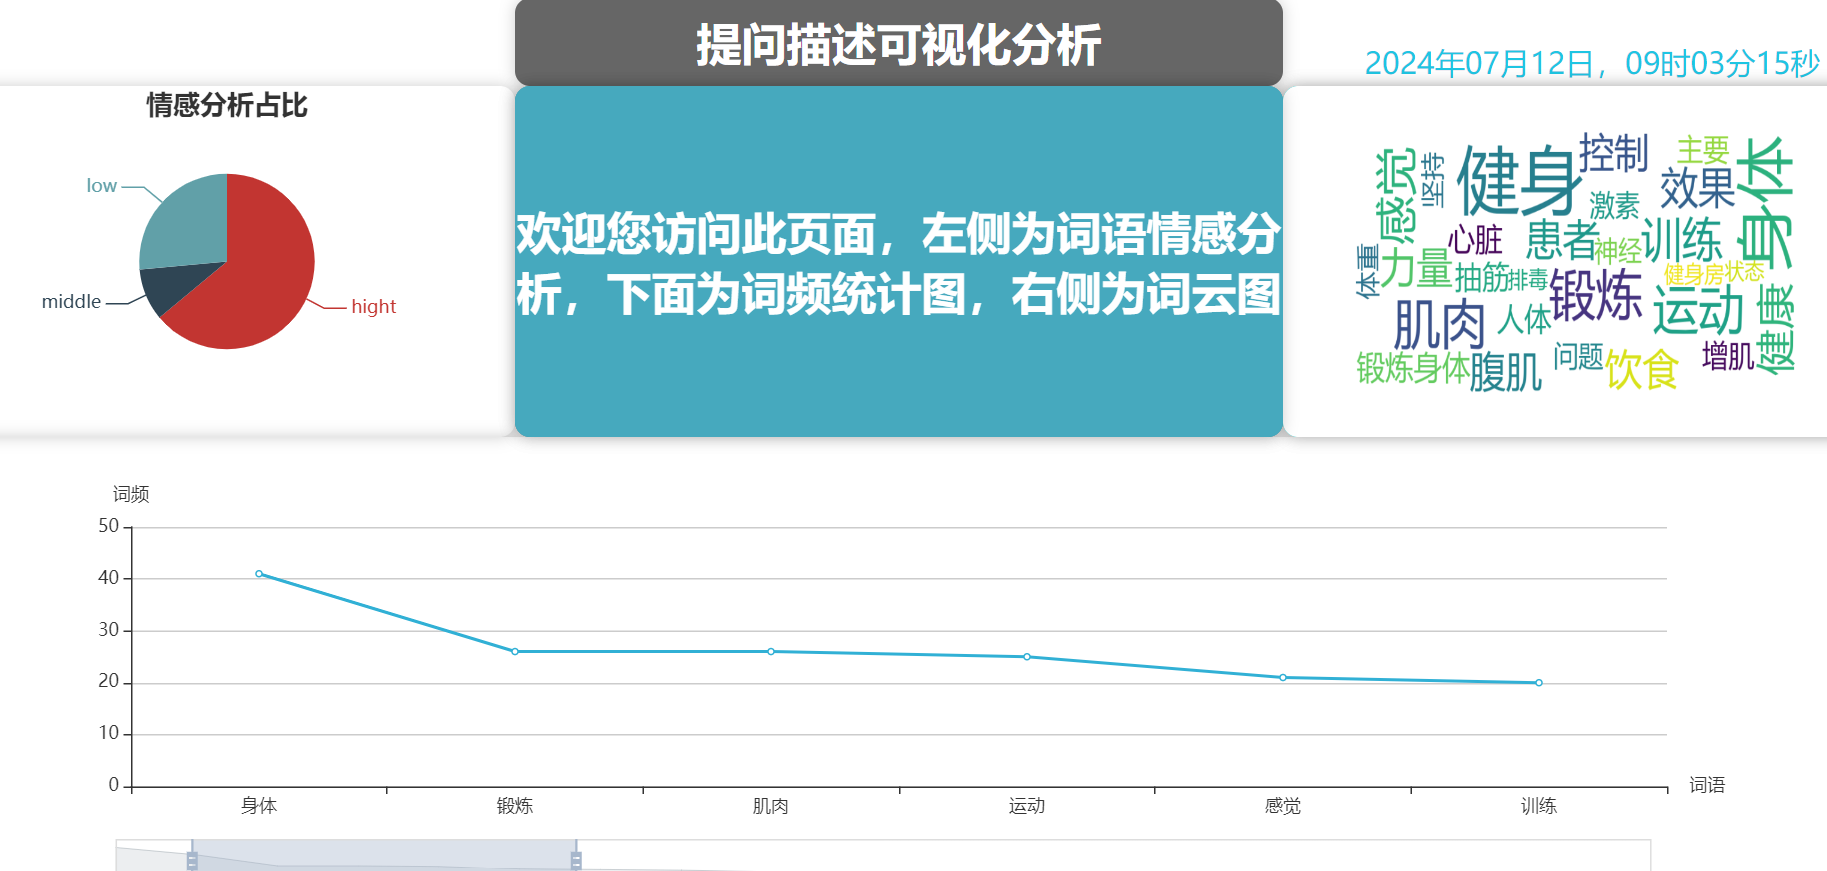 提问描述可视化分析
2024年07月12日，09时03分15秒
情感分析占比
low
middle
hight
欢迎您访问此页面，左侧为词语情感分
析，下面为词频统计图，右侧为词云图
感觉
坚持
健身
控制
主要
身体
效果
激素
心脏
患者
神经
训练
体重
力量
抽筋
排毒
锻炼
健身房
状态
肌肉
人体
运动
健康
锻炼身体
腹肌
问题
饮食
增肌
词频
50
40
30
20
10
0
身体
锻炼
肌肉
运动
感觉
训练
词语